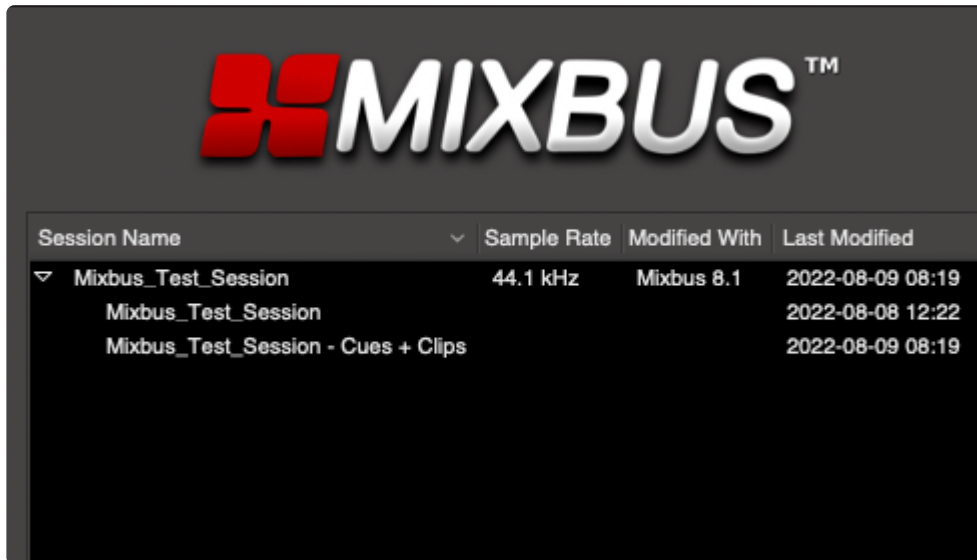 MIXBUS™
Session Name Sample Rate Modified With Last Modified
Mixbus_Test_Session 44.1 kHz Mixbus 8.1 2022-08-09 08:19
Mixbus_Test_Session 2022-08-08 12:22
Mixbus_Test_Session - Cues + Clips 2022-08-09 08:19